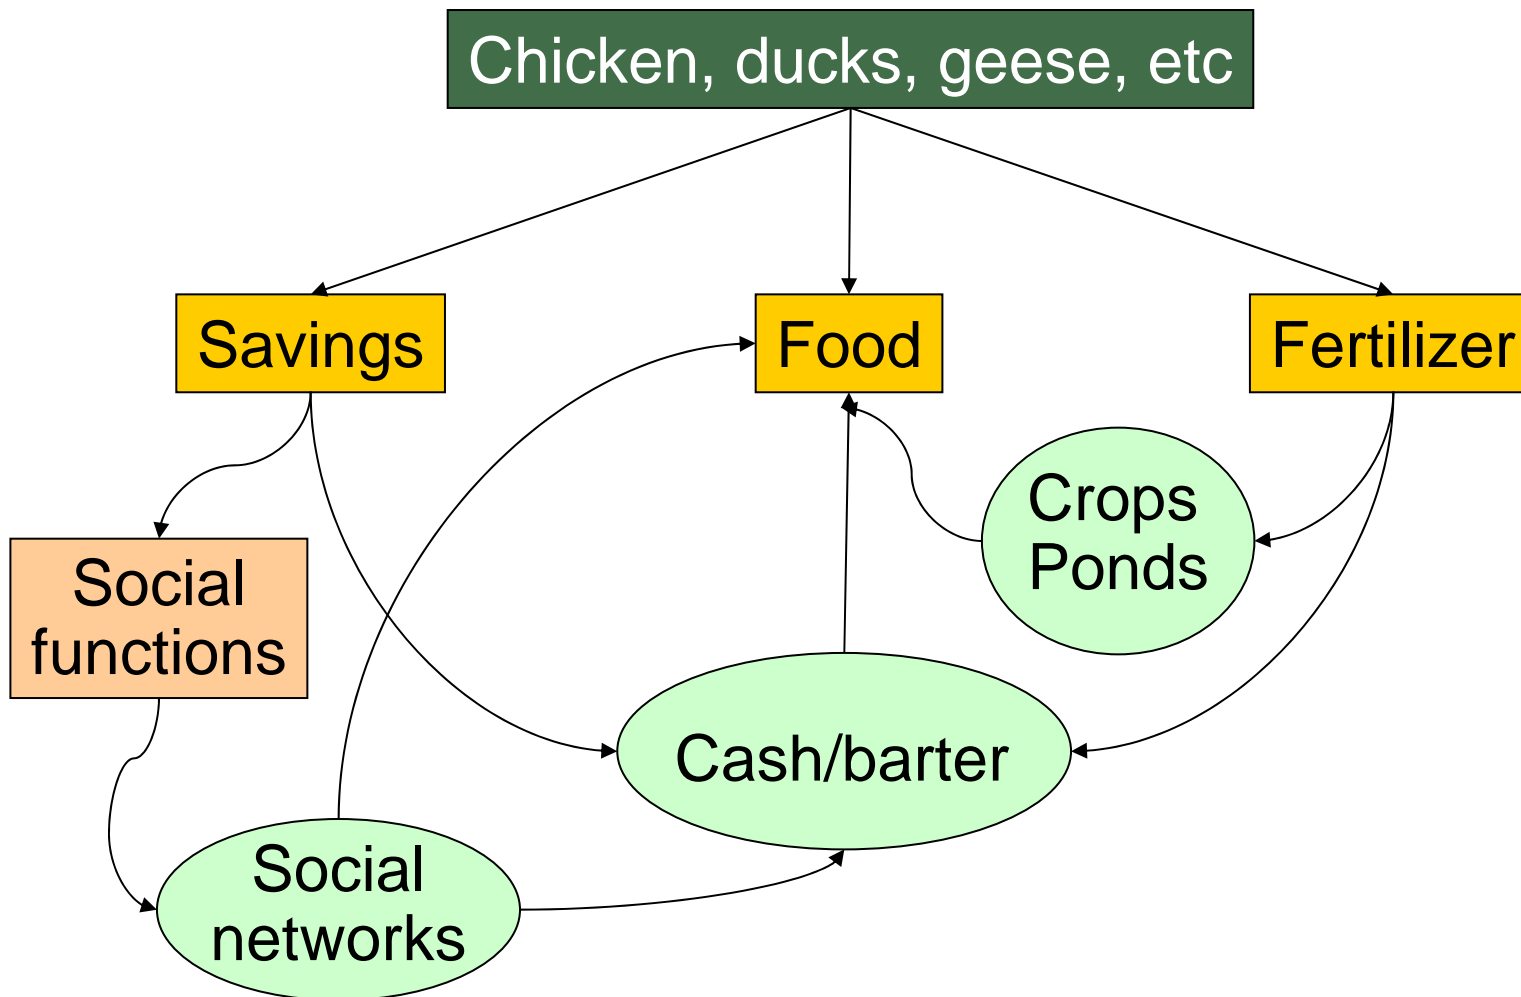 Chicken, ducks, geese, etc
Savings
Food
Fertilizer
Crops
Ponds
Social
functions
Cash/barter
Social
networks